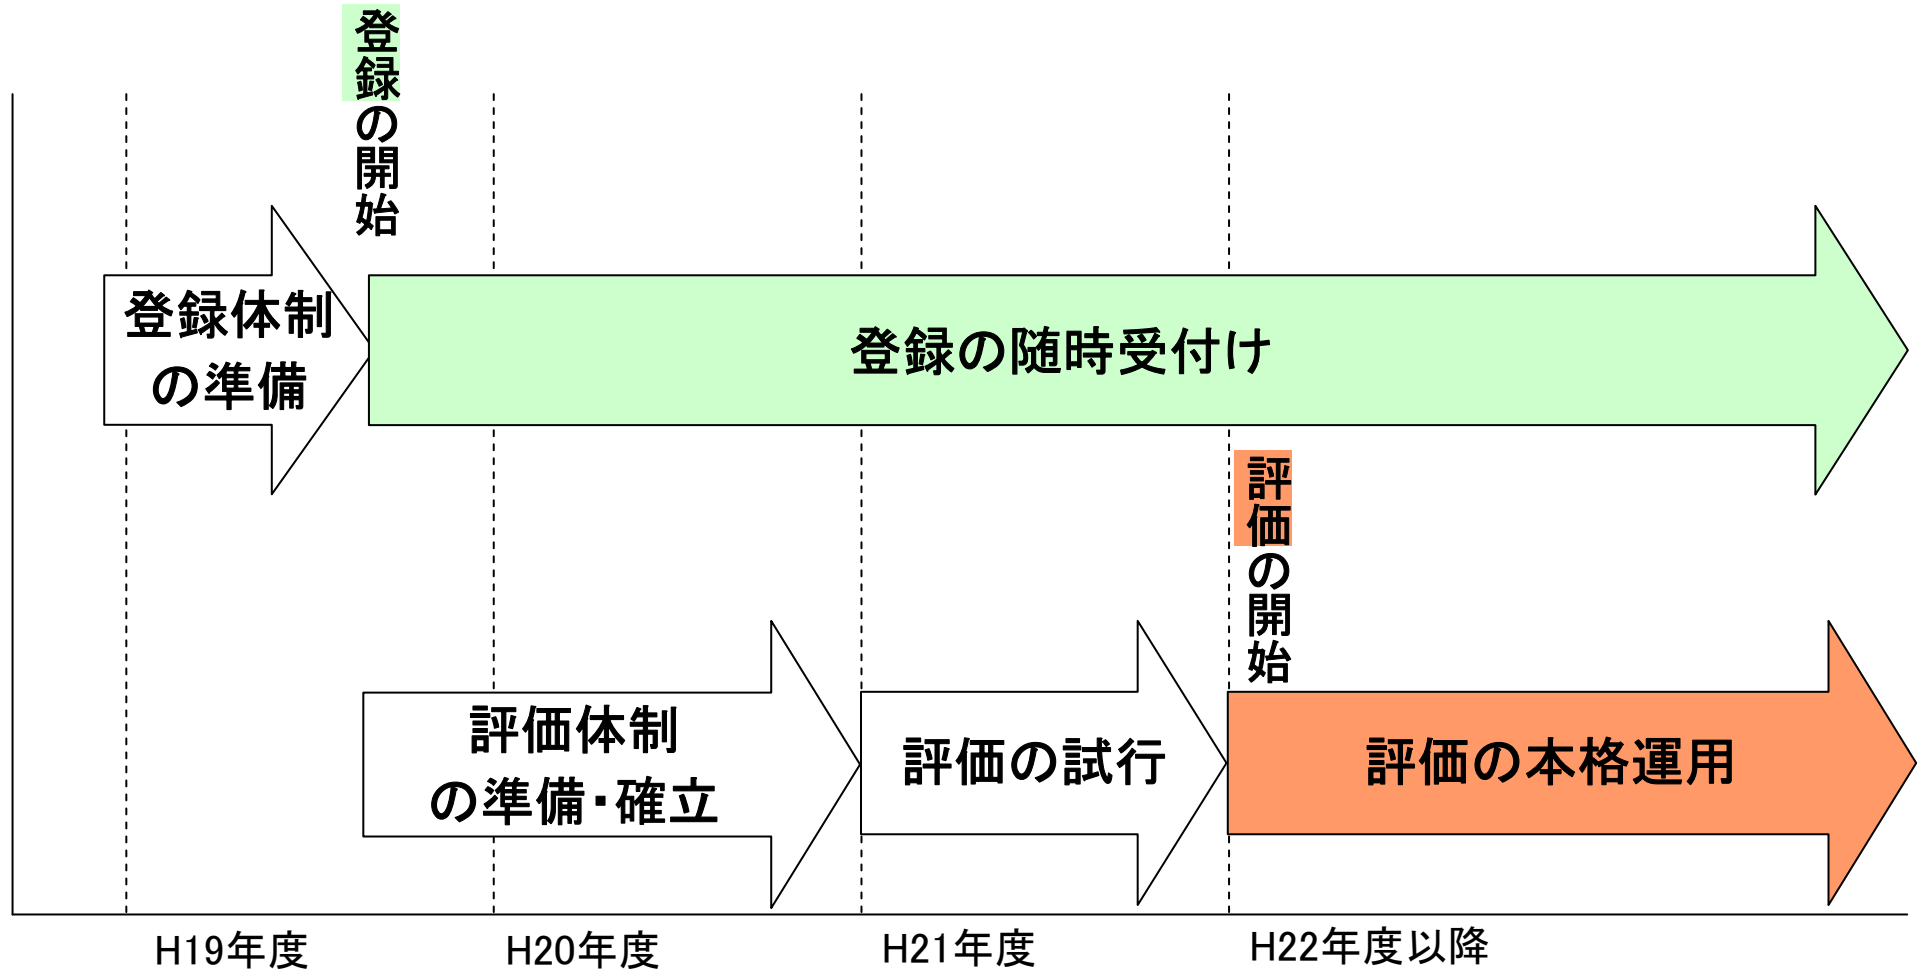 登録の開始
登録体制
の準備
登録の随時受付け
評価の開始
評価体制
の準備・確立
評価の試行
評価の本格運用
H19年度
H20年度
H21年度
H22年度以降